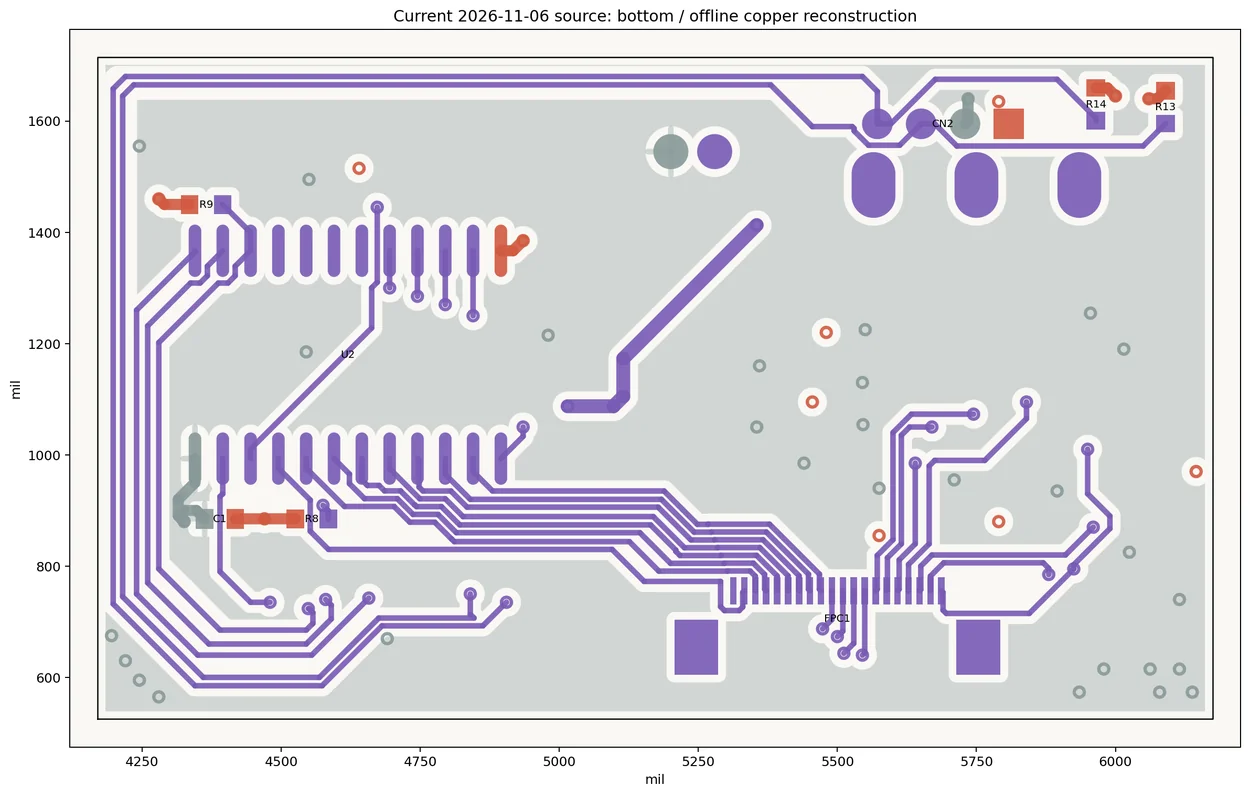 Current 2026-11-06 source: bottom / offline copper reconstruction
mil
1600
1400
1200
1000
800
600
R14
R13
CN2
R9
U2
C1
R8
FPC1
4250
4500
4750
5000
5250
5500
5750
6000
mil